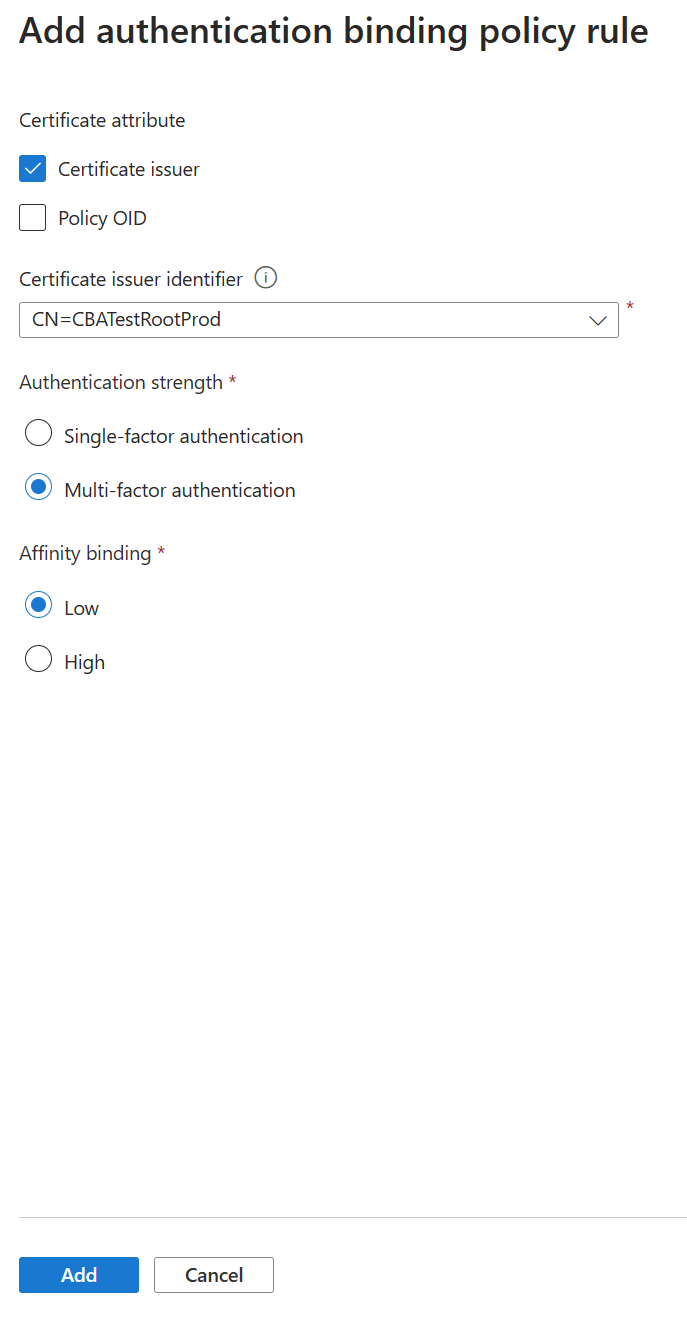 Add authentication binding policy rule
Certificate attribute
Certificate issuer
Policy OID
Certificate issuer identifier
CN=CBATestRootProd *
Authentication strength *
Single-factor authentication
Multi-factor authentication
Affinity binding *
Low
High
Add Cancel